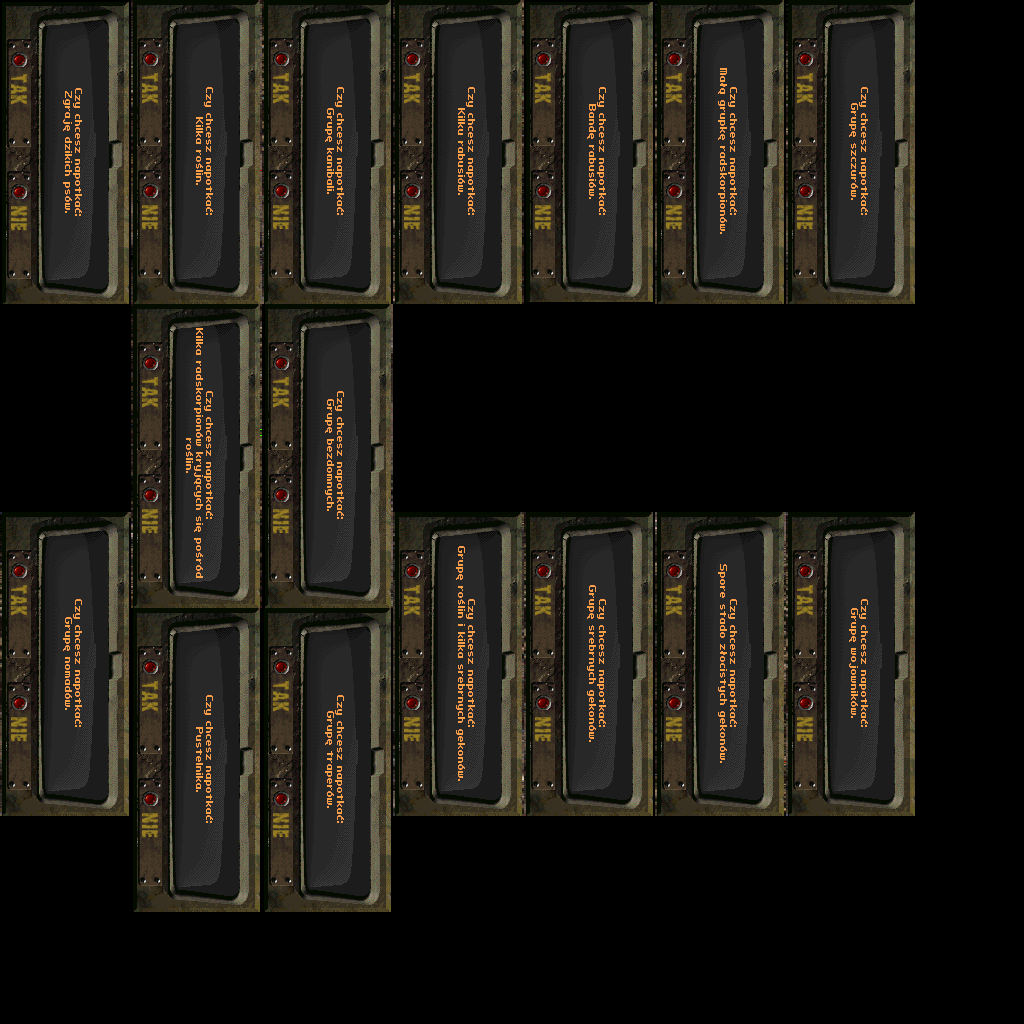 Czy chcesz napotkać:
Zgraję dzikich psów.
TAK
NIE
Czy chcesz napotkać:
Kilka roślin.
TAK
NIE
Czy chcesz napotkać:
Grupę kanibali.
TAK
NIE
Czy chcesz napotkać:
Kilku rabusiów.
TAK
NIE
Czy chcesz napotkać:
Bandę rabusiów.
TAK
NIE
Czy chcesz napotkać:
Małą grupkę radskorpionów.
TAK
NIE
Czy chcesz napotkać:
Grupę szczurów.
TAK
NIE
Czy chcesz napotkać:
Kilka radskorpionów kryjących się pośród
roślin.
TAK
NIE
Czy chcesz napotkać:
Grupę bezdomnych.
TAK
NIE
Czy chcesz napotkać:
Grupę nomadów.
TAK
NIE
Czy chcesz napotkać:
Grupę roślin i kilka srebrnych gekonów.
TAK
NIE
Czy chcesz napotkać:
Grupę srebrnych gekonów.
TAK
NIE
Czy chcesz napotkać:
Spore stado złocistych gekonów.
TAK
NIE
Czy chcesz napotkać:
Grupę wojowników.
TAK
NIE
Czy chcesz napotkać:
Pustelnika.
TAK
NIE
Czy chcesz napotkać:
Grupę traperów.
TAK
NIE